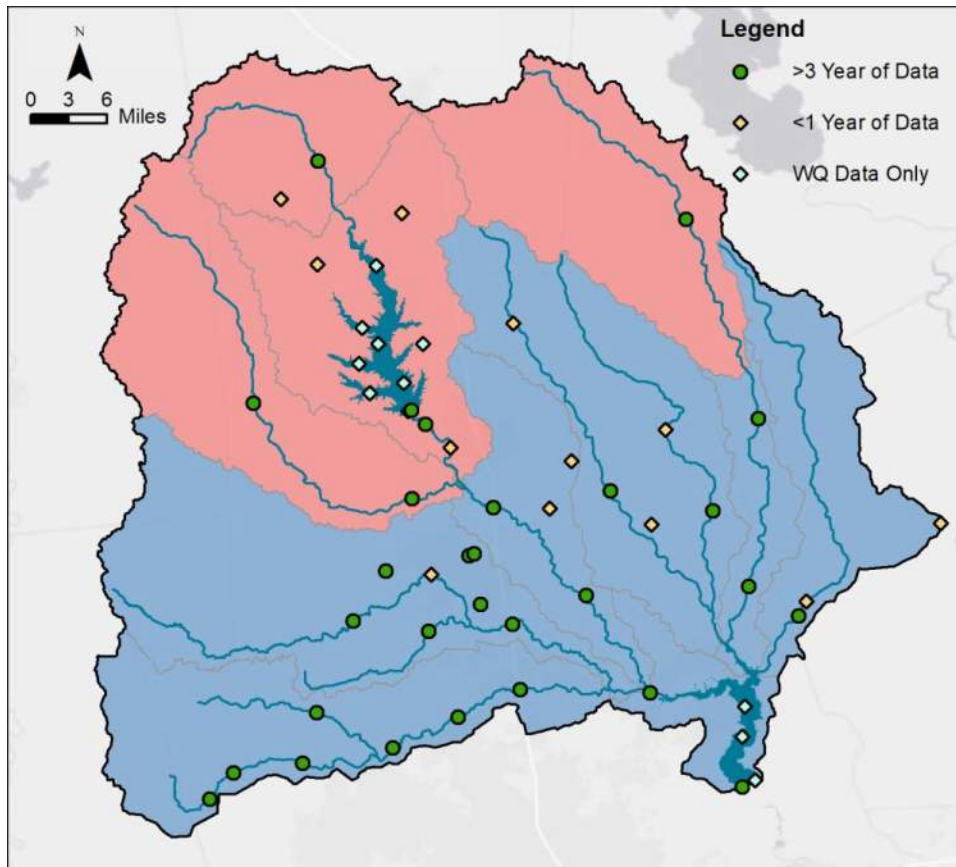 N
0 3 6 Miles
Legend
>3 Year of Data
<1 Year of Data
WQ Data Only